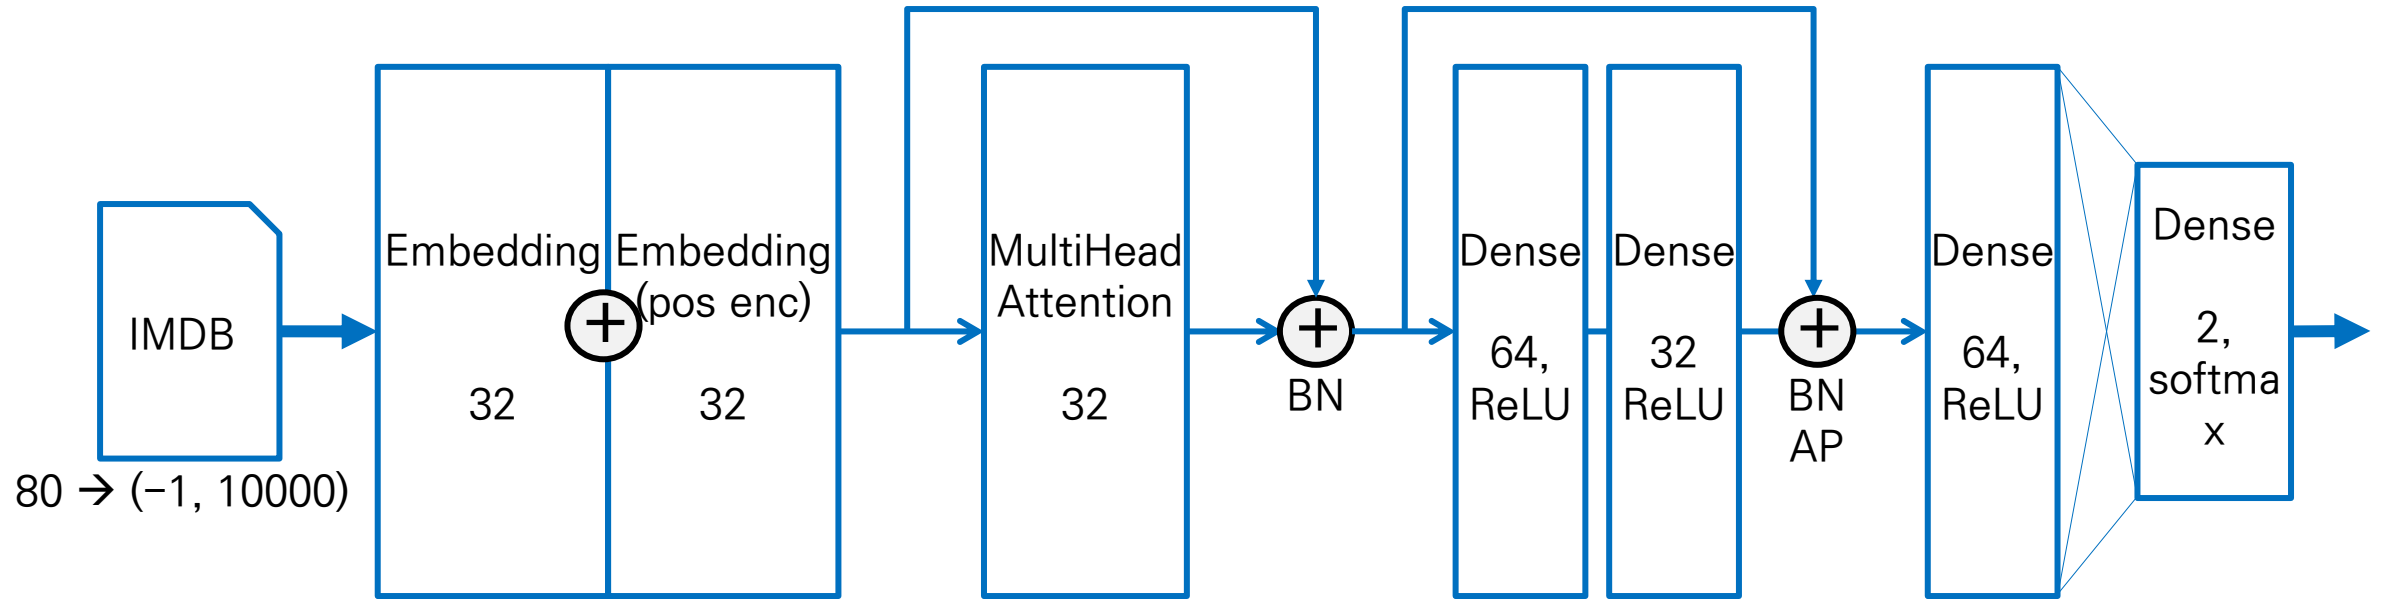 IMDB
80 → (−1, 10000)
Embedding
32
+
Embedding
(pos enc)
32
MultiHead
Attention
32
+
BN
Dense
64,
ReLU
Dense
32
ReLU
+
BN
AP
Dense
64,
ReLU
Dense
2,
softma
x